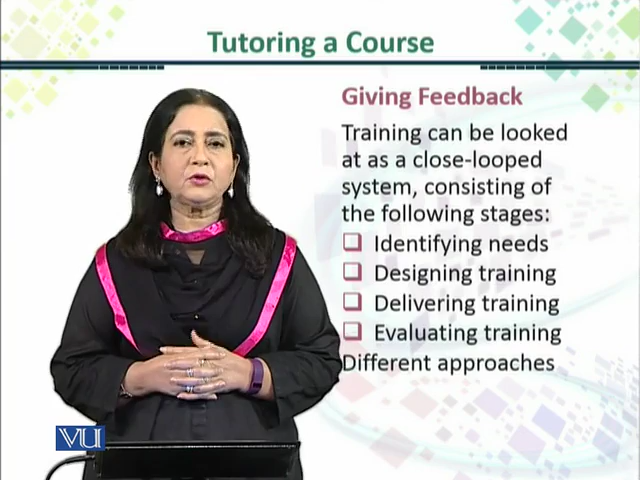 Tutoring a Course
Giving Feedback
Training can be looked
at as a close-looped
system, consisting of
the following stages:
Identifying needs
Designing training
Delivering training
Evaluating training
Different approaches
VU